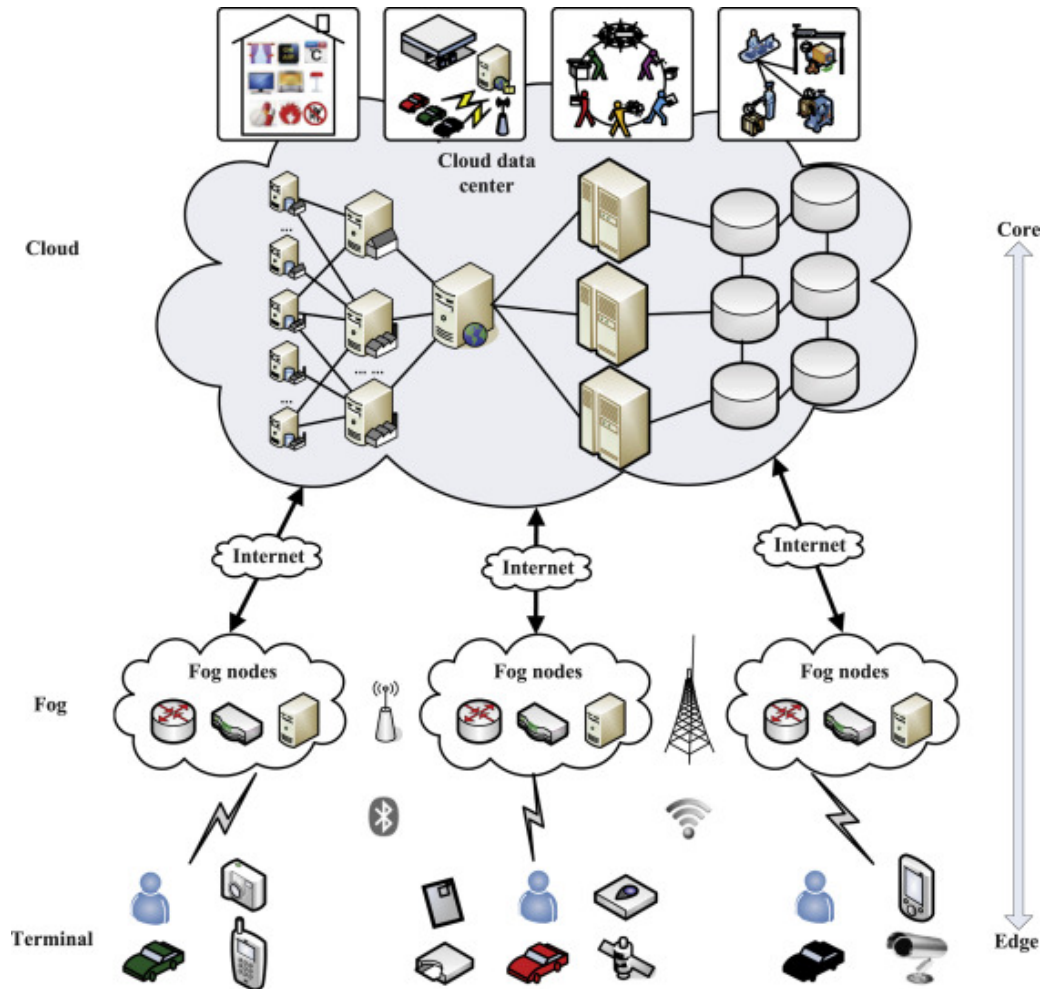 C
Cloud data
center
...
Cloud
Core
... ...
...
Internet
Internet
Internet
Fog nodes
Fog nodes
Fog nodes
Fog
Terminal
Edge